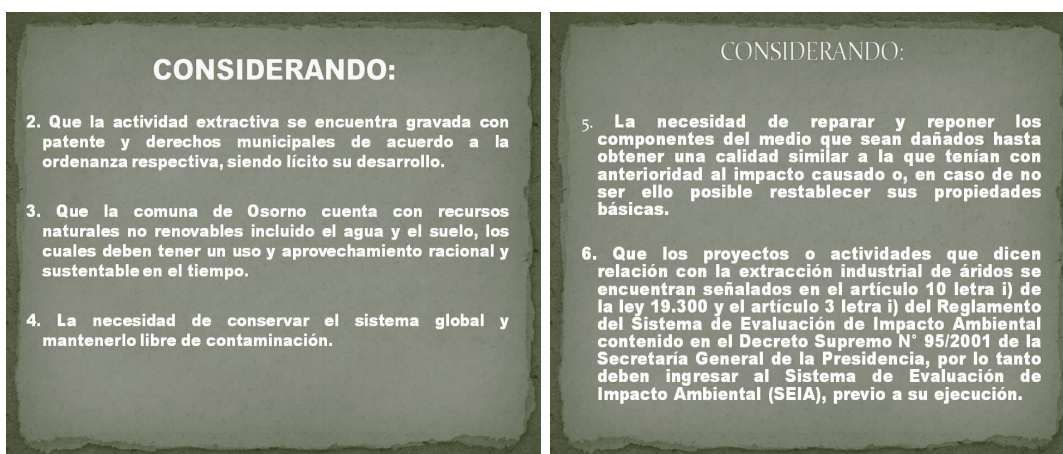 CONSIDERANDO:
2. Que la actividad extractiva se encuentra gravada con
patente y derechos municipales de acuerdo a la
ordenanza respectiva, siendo lícito su desarrollo.
3. Que la comuna de Osorno cuenta con recursos
naturales no renovables incluido el agua y el suelo, los
cuales deben tener un uso y aprovechamiento racional y
sustentable en el tiempo.
4. La necesidad de conservar el sistema global y
mantenerlo libre de contaminación.
CONSIDERANDO:
5. La necesidad de reparar y reponer los
componentes del medio que sean dañados hasta
obtener una calidad similar a la que tenían con
anterioridad al impacto causado o, en caso de no
ser ello posible restablecer sus propiedades
básicas.
6. Que los proyectos o actividades que dicen
relación con la extracción industrial de áridos se
encuentran señalados en el artículo 10 letra i) de
la ley 19.300 y el artículo 3 letra i) del Reglamento
del Sistema de Evaluación de Impacto Ambiental
contenido en el Decreto Supremo N° 95/2001 de la
Secretaría General de la Presidencia, por lo tanto
deben ingresar al Sistema de Evaluación de
Impacto Ambiental (SEIA), previo a su ejecución.